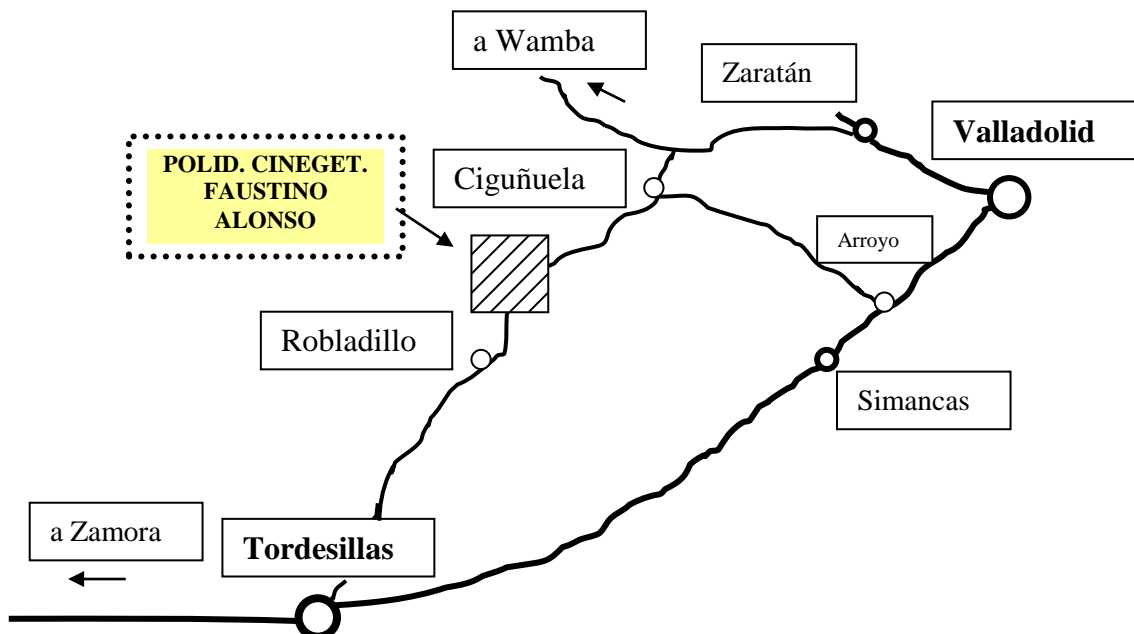 a Wamba
Zaratán
Valladolid
POLID. CINEGET.
FAUSTINO
ALONSO
Ciguñuela
Arroyo
Robladillo
Simancas
a Zamora
Tordesillas